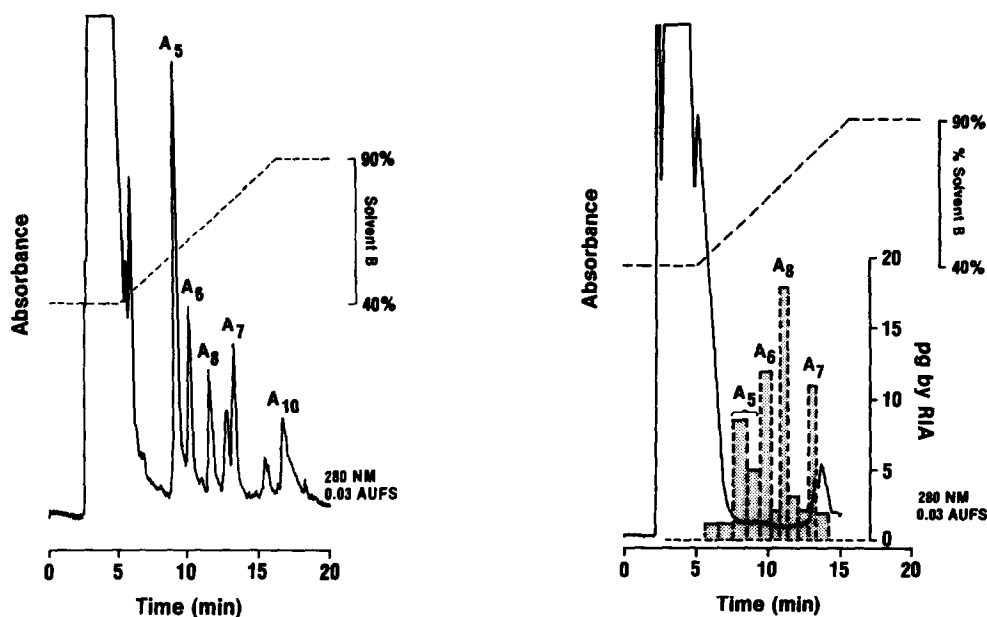 A5
A6
A8
A7
A10
90%
Solvent B
40%
Absorbance
280 NM
0.03 AUFS
0 5 10 15 20
Time (min)
90%
% Solvent B
40%
Absorbance
A8
A6
A7
A5
20
15
10
5
0
pg by RIA
280 NM
0.03 AUFS
0 5 10 15 20
Time (min)